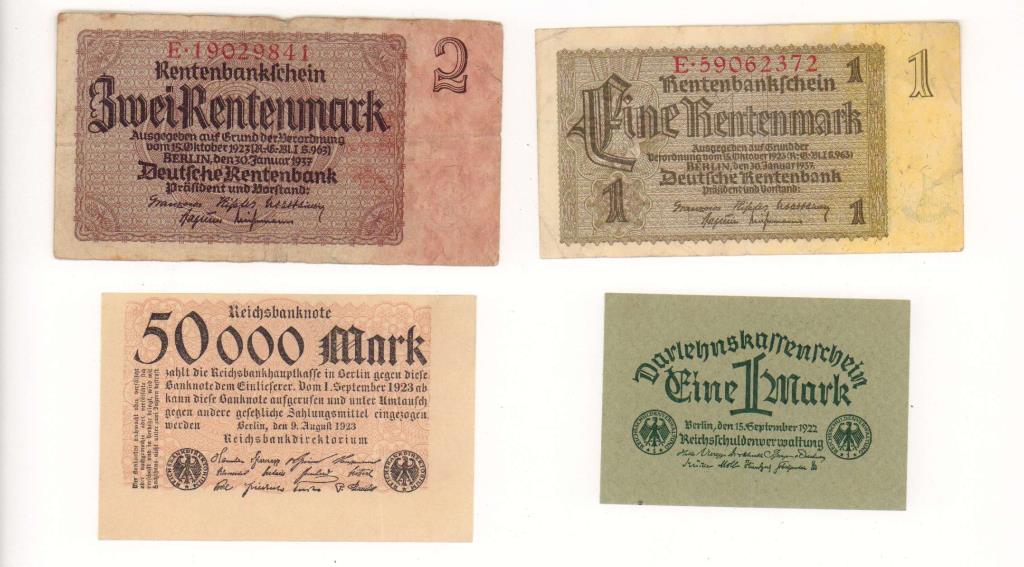 E·19029841
2
Rentenbankschein
Zwei Rentenmark
Ausgegeben auf Grund der Verordnung
vom 15. Oktober 1923 (R.-G.-Bl. I S. 963)
BERLIN, den 30. Januar 1937
Deutsche Rentenbank
Präsident und Vorstand:
E·59062372
1
1
Rentenbankschein
Eine Rentenmark
Ausgegeben auf Grund der
Verordnung vom 15. Oktober 1923 (R.-G.-Bl. I S. 963)
BERLIN, den 30. Januar 1937
Deutsche Rentenbank
Präsident und Vorstand:
1
1
Reichsbanknote
50000 Mark
zahlt die Reichsbankhauptkasse in Berlin gegen diese
Banknote dem Einlieferer. Vom 1. September 1923 ab
kann diese Banknote aufgerufen und unter Umtausch
gegen andere gesetzliche Zahlungsmittel eingezogen
werden Berlin, den 9. August 1923
Reichsbankdirektorium
Darlehnskassenschein
Eine 1 Mark
Berlin, den 15. September 1922
Reichsschuldenverwaltung